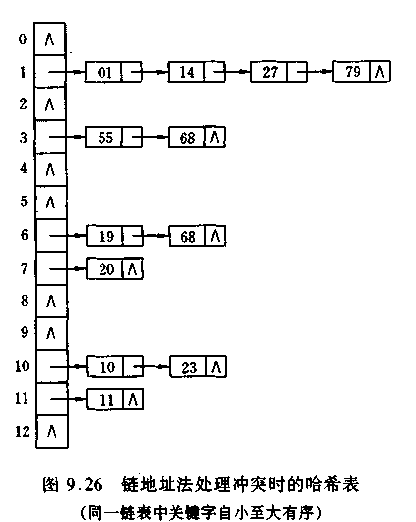 0 Λ
1 01 14 27 79 Λ
2 Λ
3 55 68 Λ
4 Λ
5 Λ
6 19 68 Λ
7 20 Λ
8 Λ
9 Λ
10 10 23 Λ
11 11 Λ
12 Λ
图 9.26 链地址法处理冲突时的哈希表
(同一链表中关键字自小至大有序)